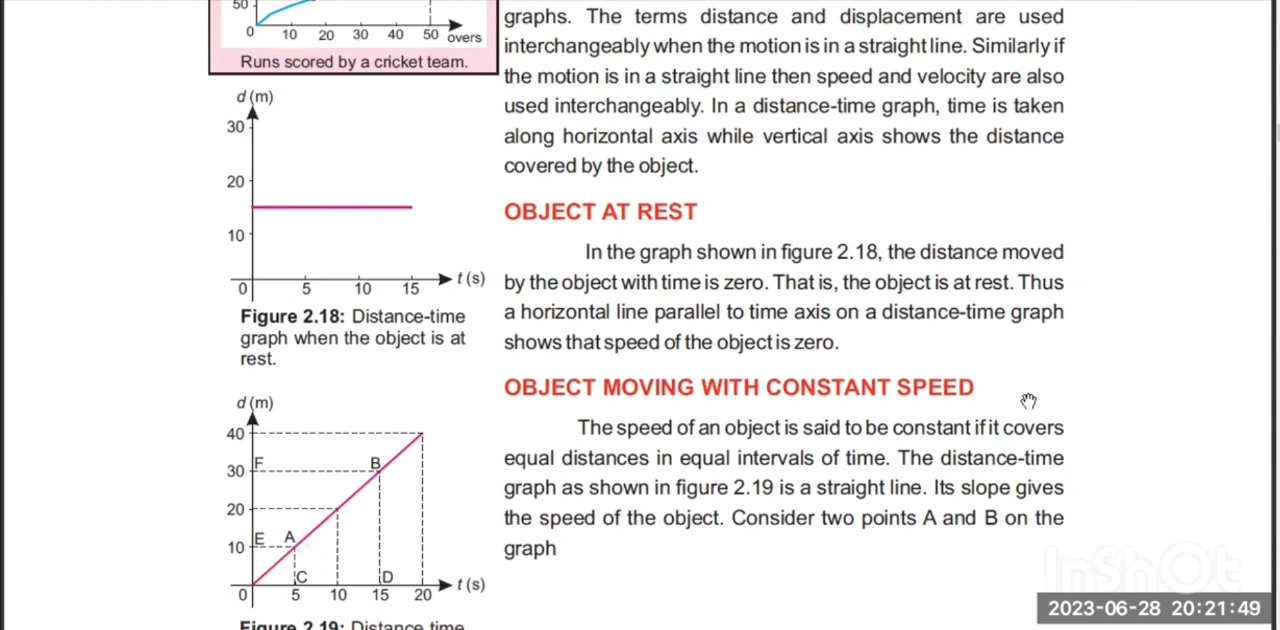 50
0
10
20
30
40
50 overs
Runs scored by a cricket team.
d (m)
30
20
10
0
5
10
15
t (s)
Figure 2.18: Distance-time
graph when the object is at
rest.
d (m)
40
30
20
10
F
B
E
A
C
D
0
5
10
15
20
t (s)
Figure 2.19: Distance time
graphs. The terms distance and displacement are used
interchangeably when the motion is in a straight line. Similarly if
the motion is in a straight line then speed and velocity are also
used interchangeably. In a distance-time graph, time is taken
along horizontal axis while vertical axis shows the distance
covered by the object.
OBJECT AT REST
In the graph shown in figure 2.18, the distance moved
by the object with time is zero. That is, the object is at rest. Thus
a horizontal line parallel to time axis on a distance-time graph
shows that speed of the object is zero.
OBJECT MOVING WITH CONSTANT SPEED
The speed of an object is said to be constant if it covers
equal distances in equal intervals of time. The distance-time
graph as shown in figure 2.19 is a straight line. Its slope gives
the speed of the object. Consider two points A and B on the
graph
InShOt
2023-06-28 20:21:49